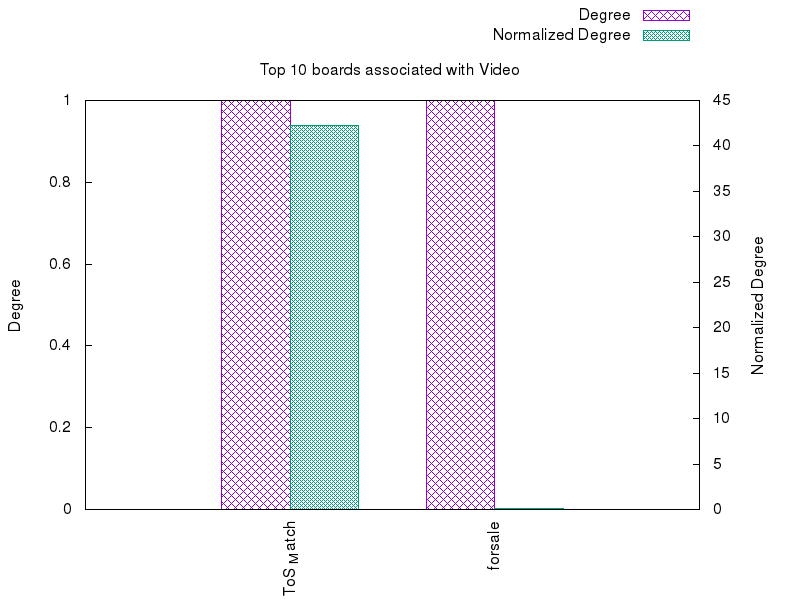 Degree
Normalized Degree
Top 10 boards associated with Video
1
0.8
0.6
0.4
0.2
0
Degree
45
40
35
30
25
20
15
10
5
0
Normalized Degree
ToS Match
forsale